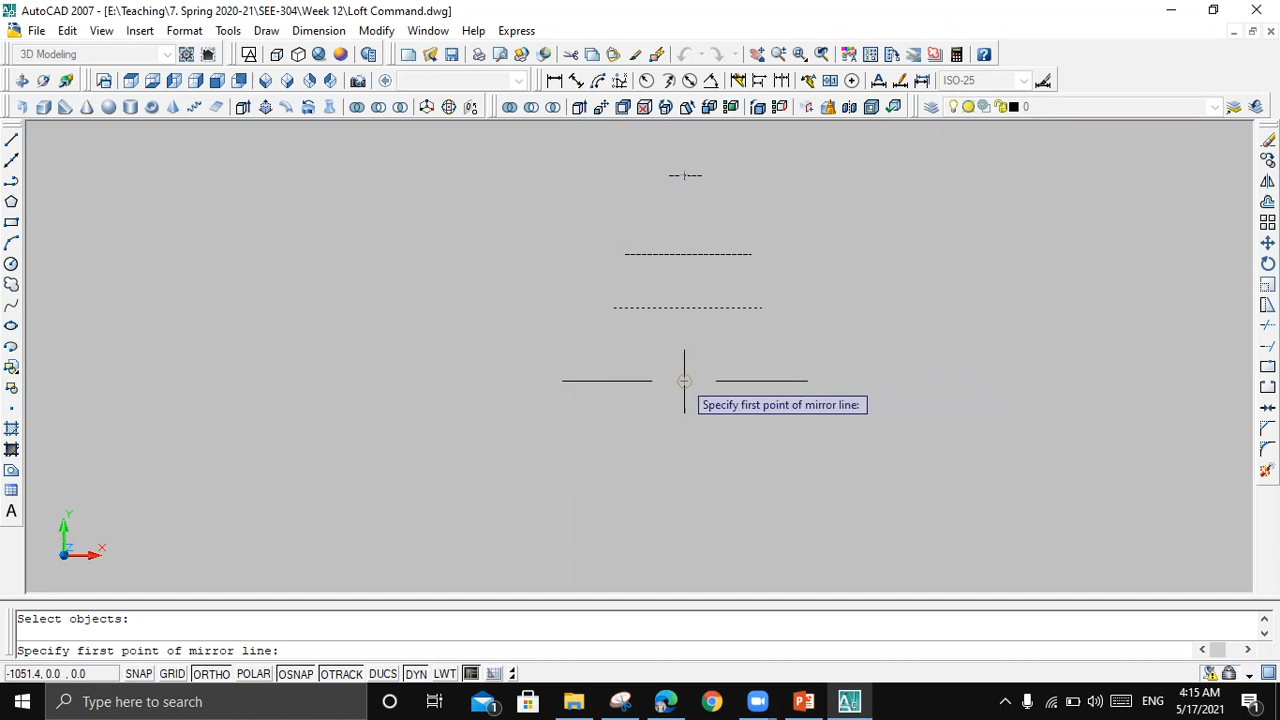 AutoCAD 2007 - [E:\Teaching\7. Spring 2020-21\SEE-304\Week 12\Loft Command.dwg]
File Edit View Insert Format Tools Draw Dimension Modify Window Help Express
3D Modeling
ISO-25
0
Specify first point of mirror line:
Y
Z
X
A
Select objects:
Specify first point of mirror line:
-1051.4, 0.0 , 0.0 SNAP GRID ORTHO POLAR OSNAP OTRACK DUCS DYN LWT
Type here to search
ENG
4:15 AM
5/17/2021